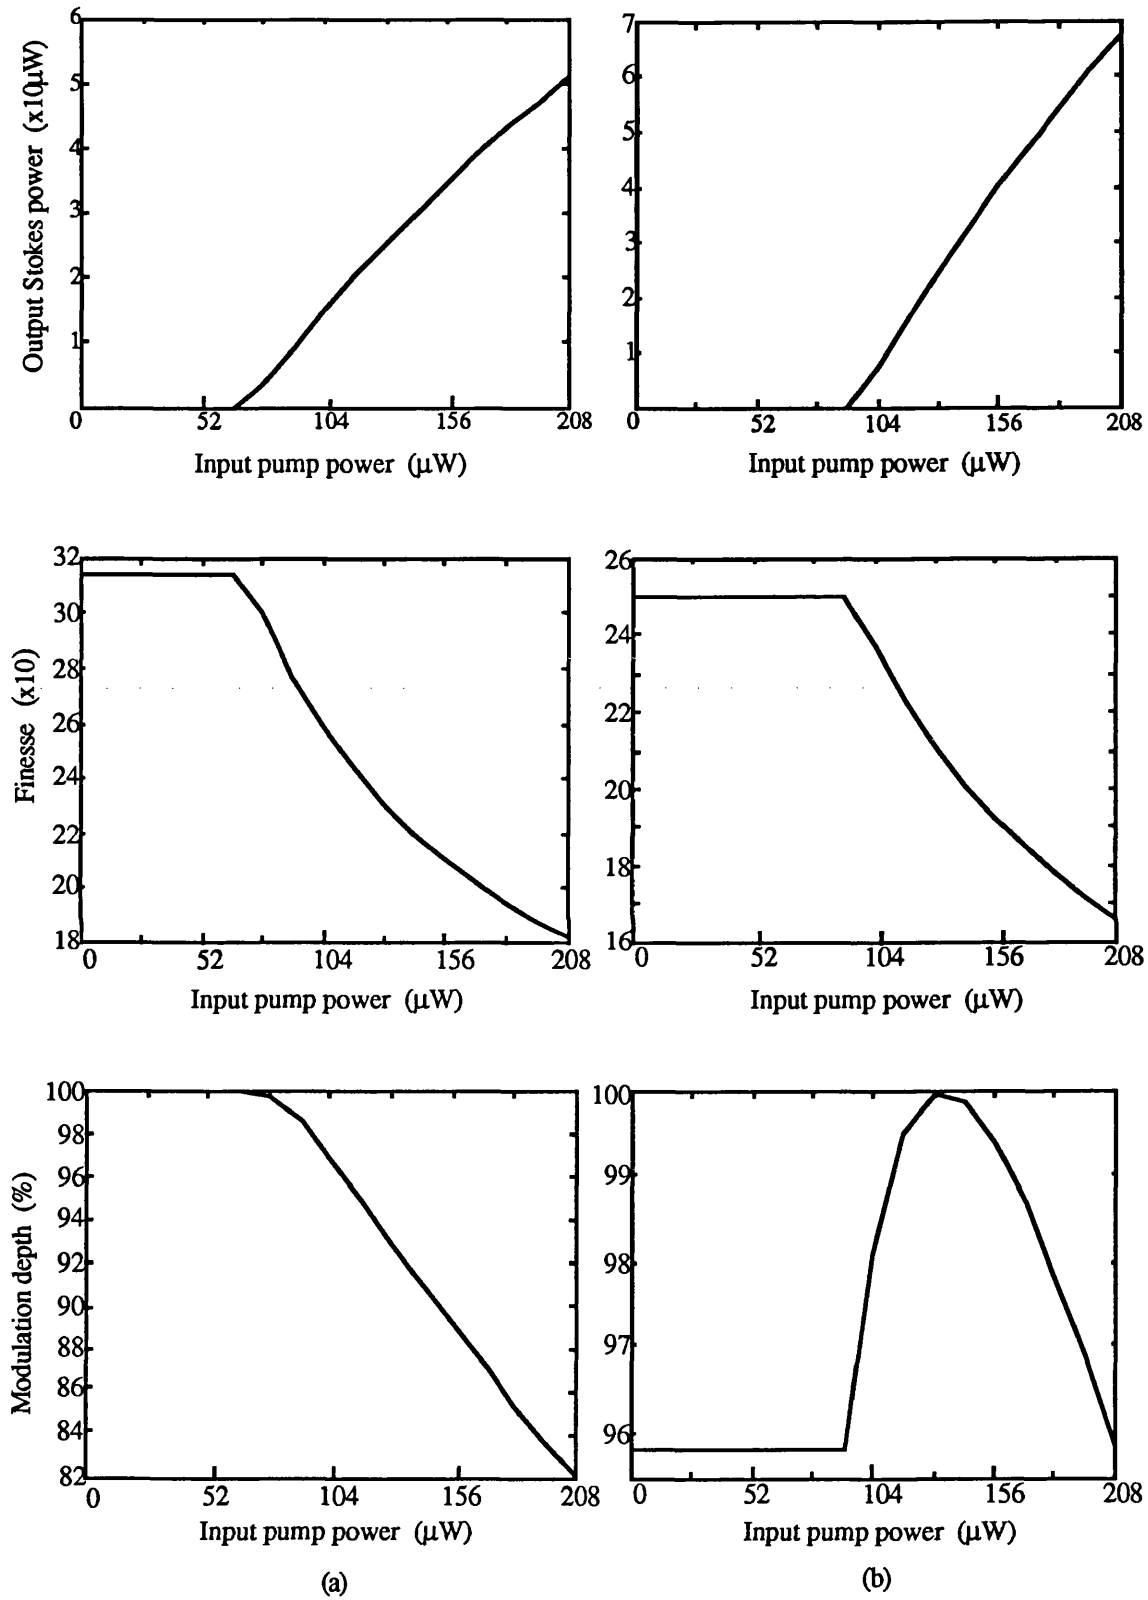 Output Stokes power (x10μW)
6
5
4
3
2
1
0 52 104 156 208
Input pump power (μW)
7
6
5
4
3
2
1
0 52 104 156 208
Input pump power (μW)
Finesse (x10)
32
30
28
26
24
22
20
18
0 52 104 156 208
Input pump power (μW)
26
24
22
20
18
16
0 52 104 156 208
Input pump power (μW)
Modulation depth (%)
100
98
96
94
92
90
88
86
84
82
0 52 104 156 208
Input pump power (μW)
(a)
100
99
98
97
96
0 52 104 156 208
Input pump power (μW)
(b)